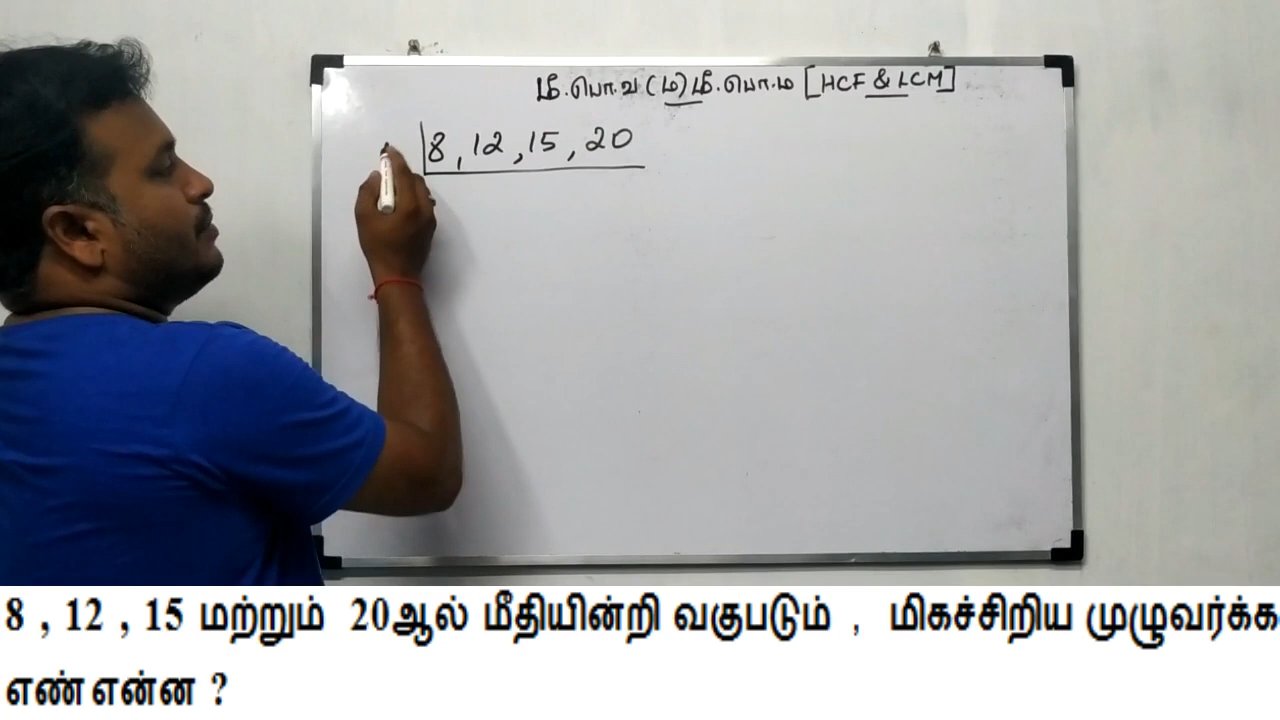 மீ.பொ.வ (ம) மீ.பொ.ம [HCF & LCM]
8, 12, 15, 20
8 , 12 , 15 மற்றும் 20ஆல் மீதியின்றி வகுபடும் , மிகச்சிறிய முழுவர்க்க
எண் என்ன ?